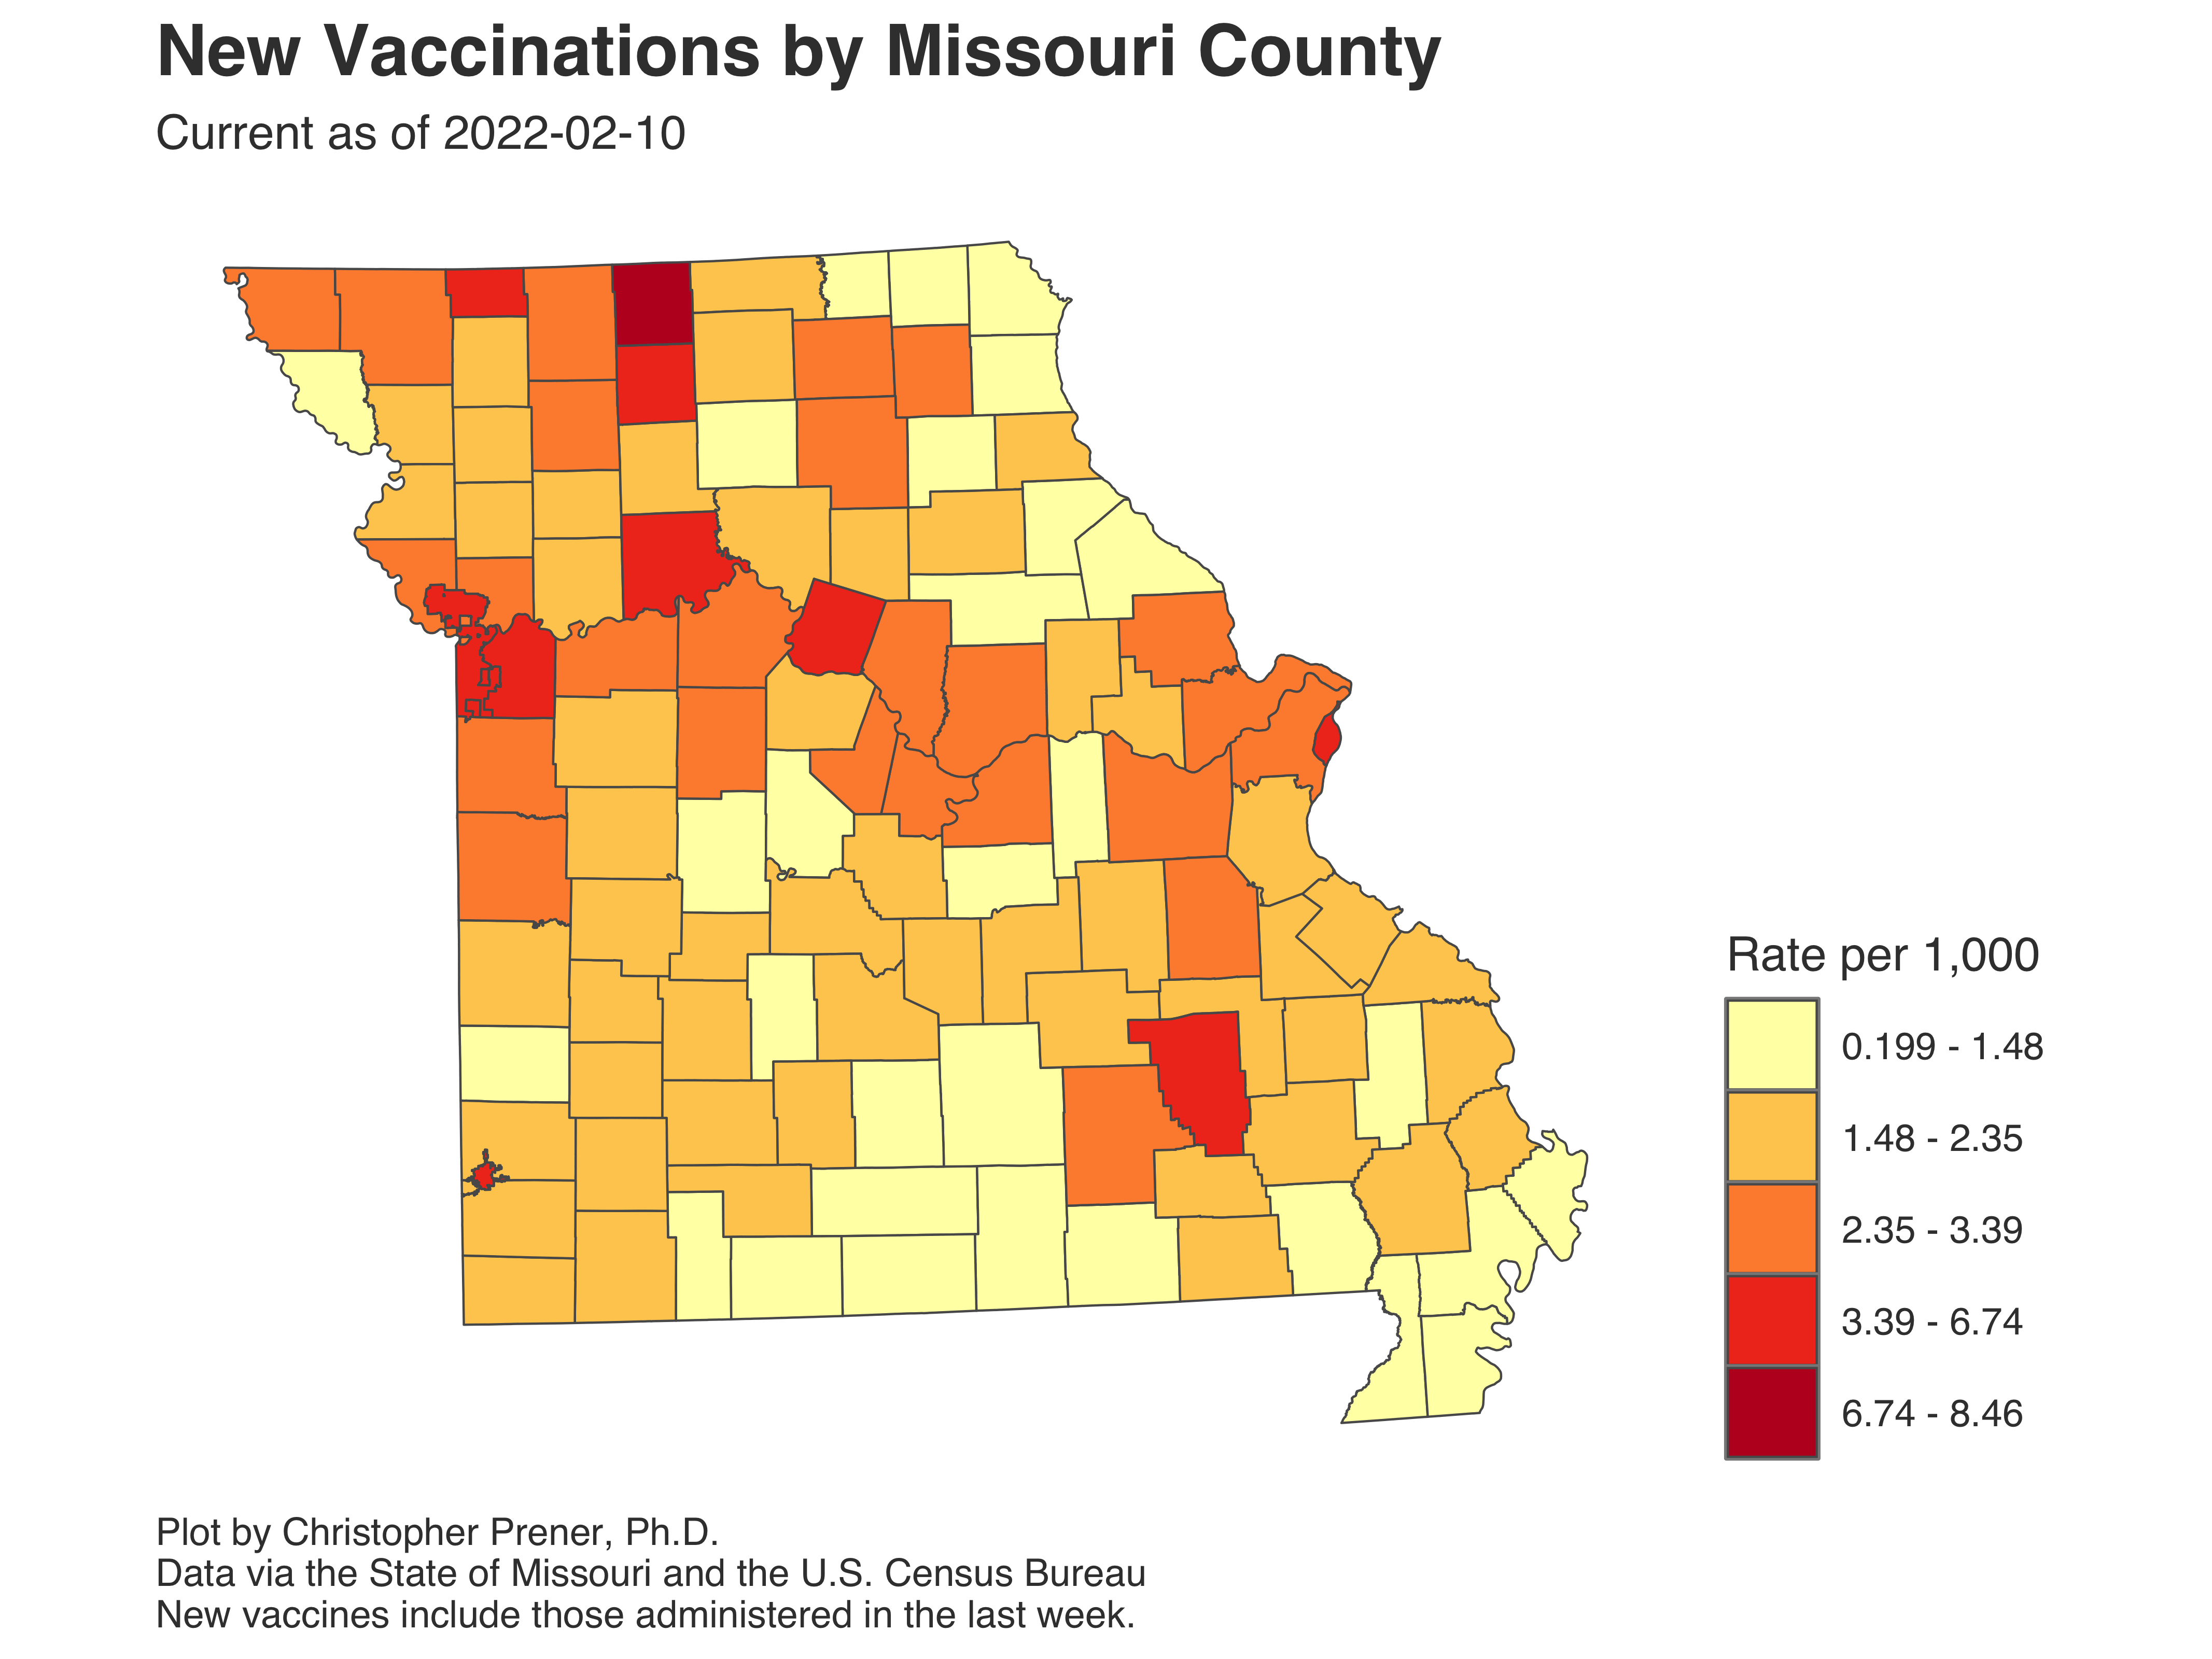 New Vaccinations by Missouri County
Current as of 2022-02-10
Rate per 1,000
0.199 - 1.48
1.48 - 2.35
2.35 - 3.39
3.39 - 6.74
6.74 - 8.46
Plot by Christopher Prener, Ph.D.
Data via the State of Missouri and the U.S. Census Bureau
New vaccines include those administered in the last week.